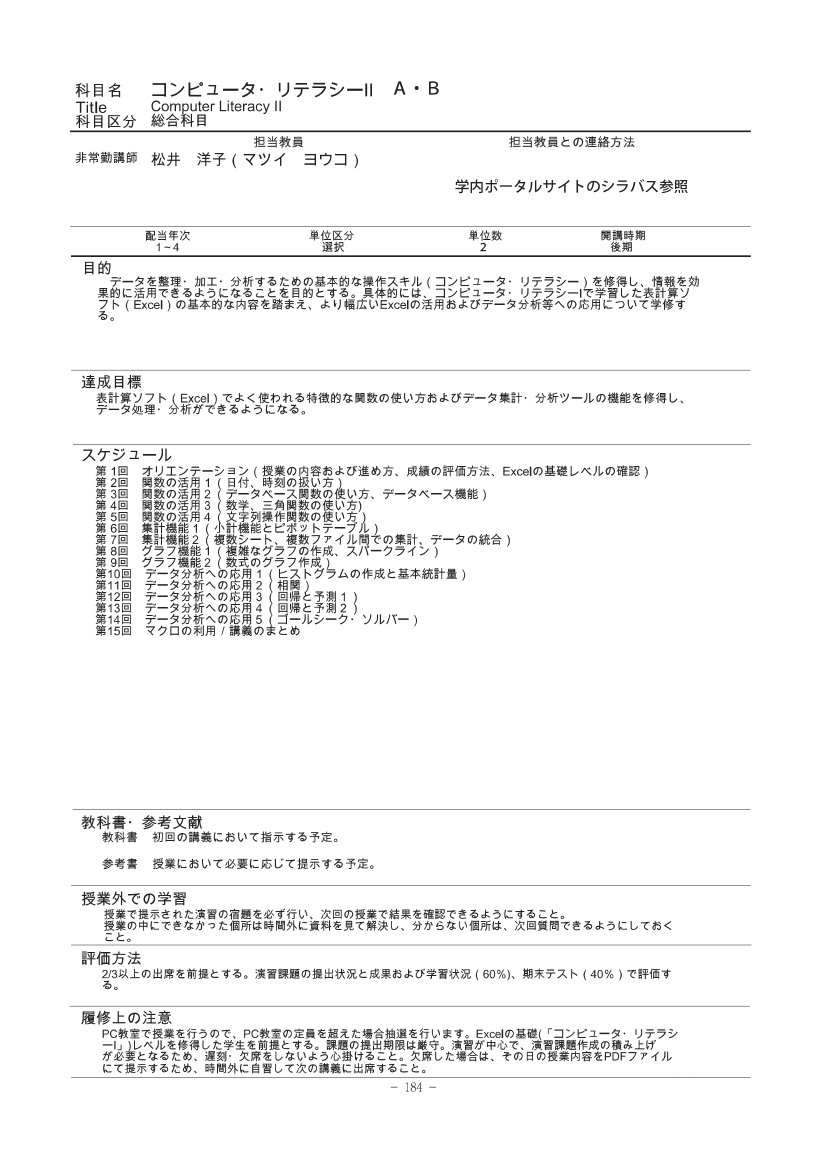 科目名 コンピュータ・リテラシーII A・B
Title Computer Literacy II
科目区分 総合科目
担当教員 担当教員との連絡方法
非常勤講師 松井 洋子(マツイ ヨウコ)
学内ポータルサイトのシラバス参照
配当年次 単位区分 単位数 開講時期
1~4 選択 2 後期
目的
データを整理・加工・分析するための基本的な操作スキル(コンピュータ・リテラシー)を修得し、情報を効
果的に活用できるようになることを目的とする。具体的には、コンピュータ・リテラシーIで学習した表計算ソ
フト(Excel)の基本的な内容を踏まえ、より幅広いExcelの活用およびデータ分析等への応用について学修す
る。
達成目標
表計算ソフト(Excel)でよく使われる特徴的な関数の使い方およびデータ集計・分析ツールの機能を修得し、
データ処理・分析ができるようになる。
スケジュール
第 1回 オリエンテーション(授業の内容および進め方、成績の評価方法、Excelの基礎レベルの確認)
第 2回 関数の活用1(日付、時刻の扱い方)
第 3回 関数の活用2(データベース関数の使い方、データベース機能)
第 4回 関数の活用3(数学、三角関数の使い方)
第 5回 関数の活用4(文字列操作関数の使い方)
第 6回 集計機能1(小計機能とピボットテーブル)
第 7回 集計機能2(複数シート、複数ファイル間での集計、データの統合)
第 8回 グラフ機能1(複雑なグラフの作成、スパークライン)
第 9回 グラフ機能2(数式のグラフ作成)
第10回 データ分析への応用1(ヒストグラムの作成と基本統計量)
第11回 データ分析への応用2(相関)
第12回 データ分析への応用3(回帰と予測1)
第13回 データ分析への応用4(回帰と予測2)
第14回 データ分析への応用5(ゴールシーク・ソルバー)
第15回 マクロの利用/講義のまとめ
教科書・参考文献
教科書 初回の講義において指示する予定。
参考書 授業において必要に応じて提示する予定。
授業外での学習
授業で提示された演習の宿題を必ず行い、次回の授業で結果を確認できるようにすること。
授業の中にできなかった個所は時間外に資料を見て解決し、分からない個所は、次回質問できるようにしておく
こと。
評価方法
2/3以上の出席を前提とする。演習課題の提出状況と成果および学習状況(60%)、期末テスト(40%)で評価す
る。
履修上の注意
PC教室で授業を行うので、PC教室の定員を超えた場合抽選を行います。Excelの基礎(「コンピュータ・リテラシ
ーI」)レベルを修得した学生を前提とする。課題の提出期限は厳守。演習が中心で、演習課題作成の積み上げ
が必要となるため、遅刻・欠席をしないよう心掛けること。欠席した場合は、その日の授業内容をPDFファイル
にて提示するため、時間外に自習して次の講義に出席すること。
− 184 −